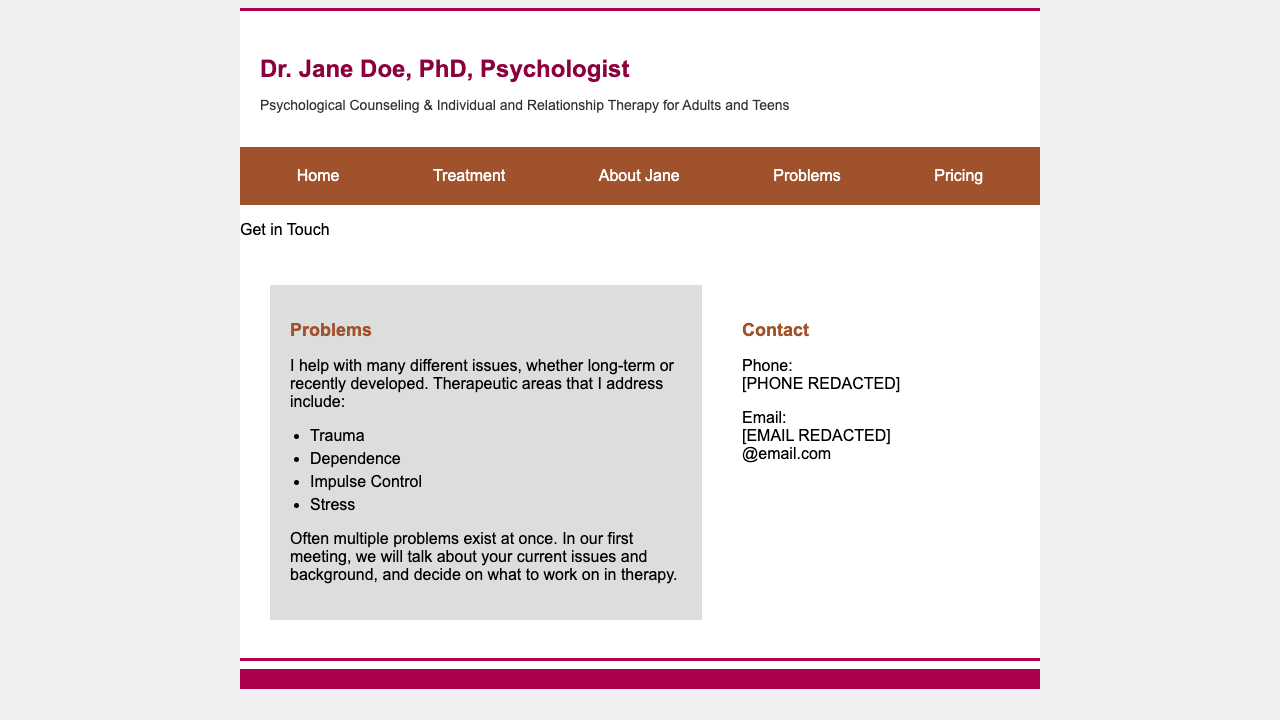 Dr. Jane Doe, PhD, Psychologist
Psychological Counseling & Individual and Relationship Therapy for Adults and Teens
Home Treatment About Jane Problems Pricing
Get in Touch
Problems
I help with many different issues, whether long-term or
recently developed. Therapeutic areas that I address
include:
• Trauma
• Dependence
• Impulse Control
• Stress
Often multiple problems exist at once. In our first
meeting, we will talk about your current issues and
background, and decide on what to work on in therapy.
Contact
Phone:
[PHONE REDACTED]
Email:
[EMAIL REDACTED]
@email.com